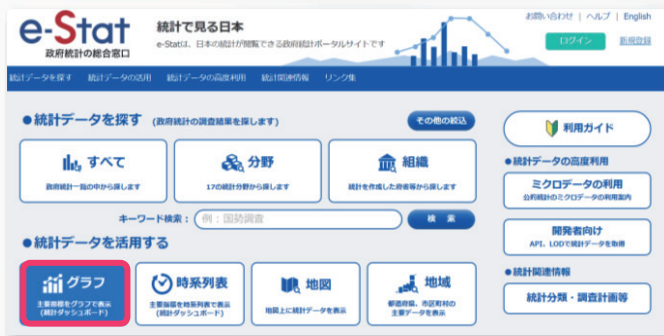 e-Stat
政府統計の総合窓口
統計で見る日本
e-Statは、日本の統計が閲覧できる政府統計ポータルサイトです
お問い合わせ | ヘルプ | English
ログイン
新規登録
統計データを探す 統計データの活用 統計データの高度利用 統計関連情報 リンク集
●統計データを探す (政府統計の調査結果を探します)
その他の絞込
すべて
政府統計一覧の中から探します
分野
17の統計分野から探します
組織
統計を作成した府省等から探します
キーワード検索: 例:国勢調査
検 索
●統計データを活用する
グラフ
主要指標をグラフで表示
(統計ダッシュボード)
時系列表
主要指標を時系列表で表示
(統計ダッシュボード)
地図
地図上に統計データを表示
地域
都道府県、市区町村の
主要データを表示
利用ガイド
●統計データの高度利用
ミクロデータの利用
公的統計のミクロデータの利用案内
開発者向け
API、LODで統計データを取得
●統計関連情報
統計分類・調査計画等